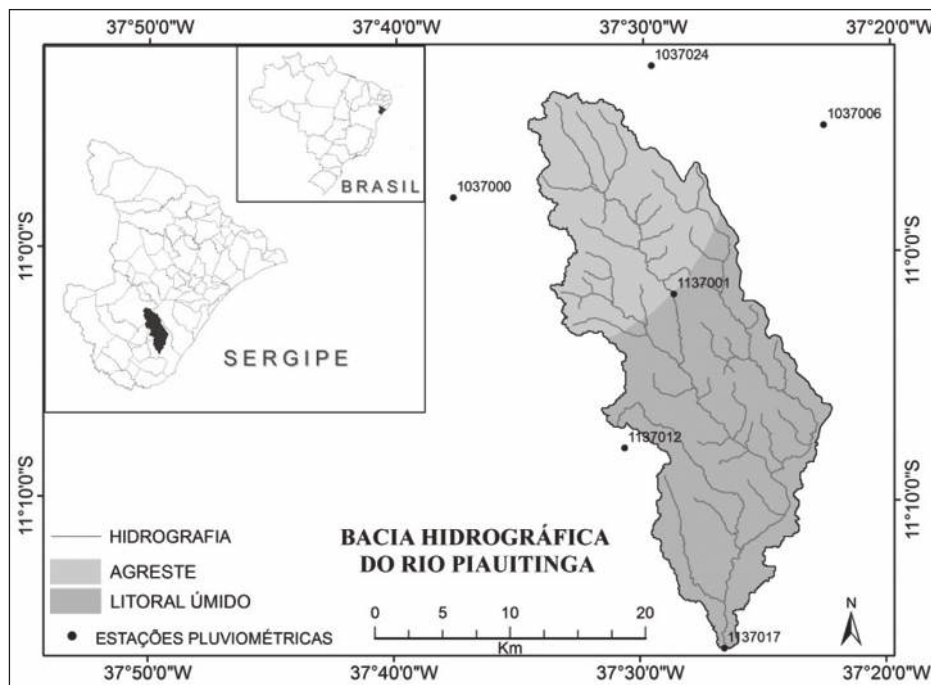 37°50'0"W 37°40'0"W 37°30'0"W 37°20'0"W
1037024
1037006
BRASIL
1037000
11°0'0"S 11°0'0"S
1137001
SERGIPE
1137012
11°10'0"S 11°10'0"S
HIDROGRAFIA
AGRESTE
LITORAL ÚMIDO
ESTAÇÕES PLUVIOMÉTRICAS
BACIA HIDROGRÁFICA
DO RIO PIAUITINGA
0 5 10 20
Km
N
1137017
37°50'0"W 37°40'0"W 37°30'0"W 37°20'0"W